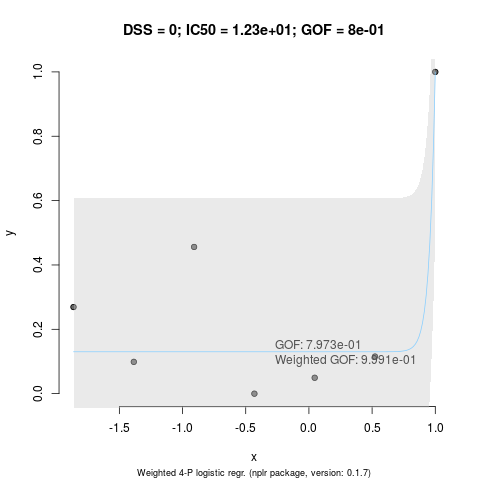 DSS = 0; IC50 = 1.23e+01; GOF = 8e-01
1.0
0.8
0.6
0.4
0.2
0.0
y
GOF: 7.973e-01
Weighted GOF: 9.991e-01
-1.5 -1.0 -0.5 0.0 0.5 1.0
x
Weighted 4-P logistic regr. (nplr package, version: 0.1.7)